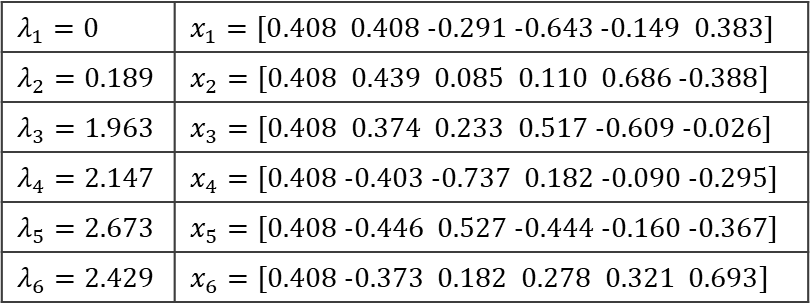 λ₁ = 0 x₁ = [0.408 0.408 -0.291 -0.643 -0.149 0.383]
λ₂ = 0.189 x₂ = [0.408 0.439 0.085 0.110 0.686 -0.388]
λ₃ = 1.963 x₃ = [0.408 0.374 0.233 0.517 -0.609 -0.026]
λ₄ = 2.147 x₄ = [0.408 -0.403 -0.737 0.182 -0.090 -0.295]
λ₅ = 2.673 x₅ = [0.408 -0.446 0.527 -0.444 -0.160 -0.367]
λ₆ = 2.429 x₆ = [0.408 -0.373 0.182 0.278 0.321 0.693]